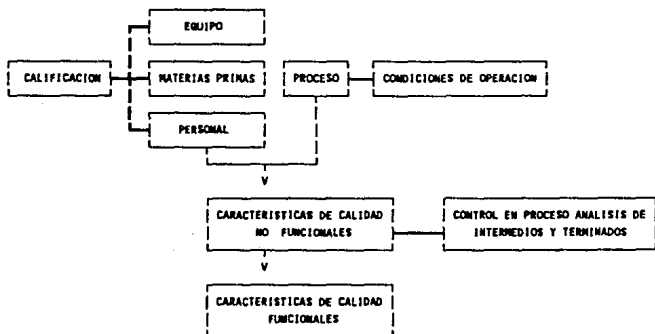 EQUIPO
CALIFICACION
MATERIAS PRIMAS
PROCESO
CONDICIONES DE OPERACION
PERSONAL
V
CARACTERISTICAS DE CALIDAD
NO FUNCIONALES
CONTROL EN PROCESO ANALISIS DE
INTERMEDIOS Y TERMINADOS
V
CARACTERISTICAS DE CALIDAD
FUNCIONALES